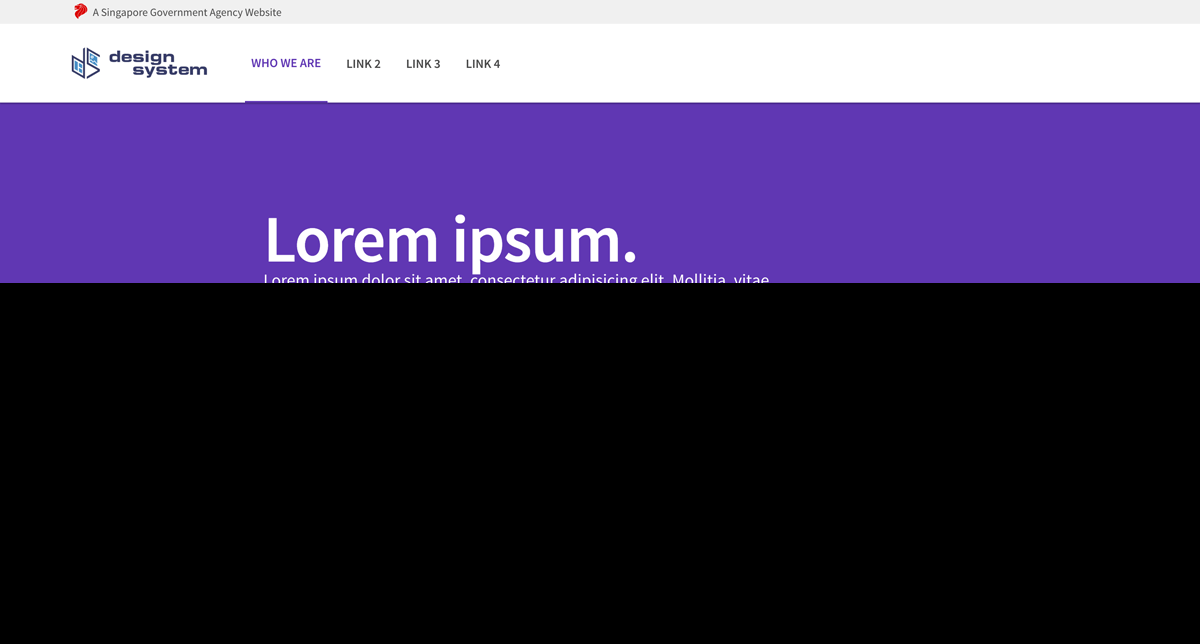 A Singapore Government Agency Website
design
system
WHO WE ARE
LINK 2
LINK 3
LINK 4
Lorem ipsum.
Lorem ipsum dolor sit amet, consectetur adipisicing elit. Mollitia, vitae